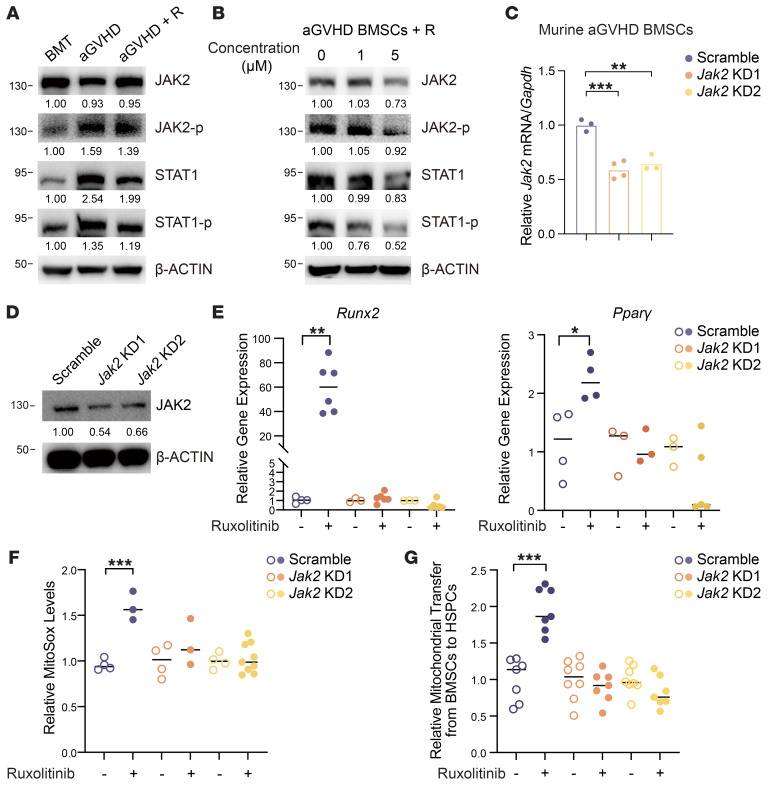 A
BMT
aGVHD
aGVHD + R
130-
JAK2
1.00 0.93 0.95
130-
JAK2-p
1.00 1.59 1.39
95-
STAT1
1.00 2.54 1.99
95-
STAT1-p
1.00 1.35 1.19
50-
β-ACTIN
B
aGVHD BMSCs + R
Concentration
(μM)
0 1 5
130-
JAK2
1.00 1.03 0.73
130-
JAK2-p
1.00 1.05 0.92
95-
STAT1
1.00 0.99 0.83
95-
STAT1-p
1.00 0.76 0.52
50-
β-ACTIN
C
Murine aGVHD BMSCs
Scramble
Jak2 KD1
Jak2 KD2
Relative Jak2 mRNA/Gapdh
1.5
1.0
0.5
0.0
**
***
D
Scramble
Jak2 KD1
Jak2 KD2
130-
JAK2
1.00 0.54 0.66
50-
β-ACTIN
E
Runx2
Relative Gene Expression
100
80
60
40
20
5
4
3
2
1
0
**
Ruxolitinib - + - + - +
Pparγ
Relative Gene Expression
3
2
1
0
*
Ruxolitinib - + - + - +
Scramble
Jak2 KD1
Jak2 KD2
F
Relative MitoSox Levels
2.0
1.5
1.0
0.5
0.0
***
Scramble
Jak2 KD1
Jak2 KD2
Ruxolitinib - + - + - +
G
Relative Mitochondrial Transfer
from BMSCs to HSPCs
2.5
2.0
1.5
1.0
0.5
0.0
***
Scramble
Jak2 KD1
Jak2 KD2
Ruxolitinib - + - + - +